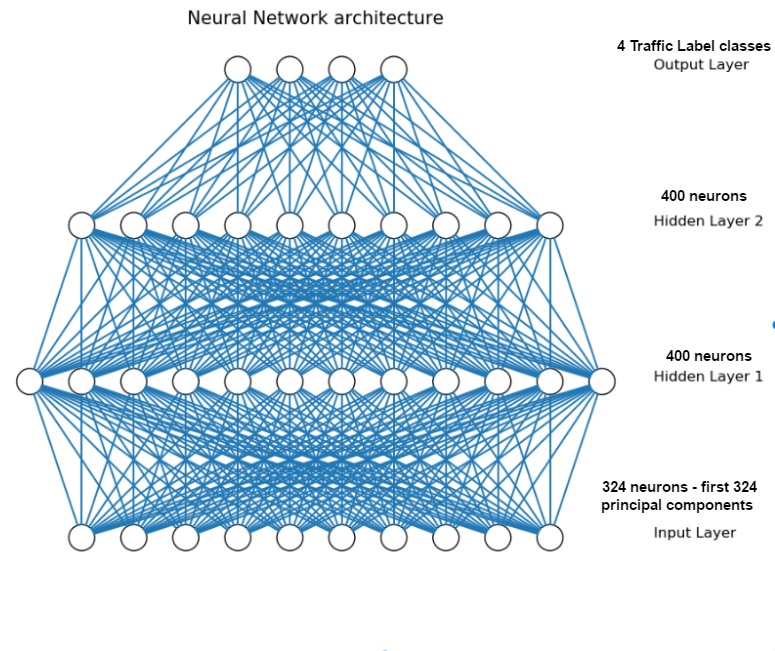 Neural Network architecture
4 Traffic Label classes
Output Layer
400 neurons
Hidden Layer 2
400 neurons
Hidden Layer 1
324 neurons - first 324
principal components
Input Layer